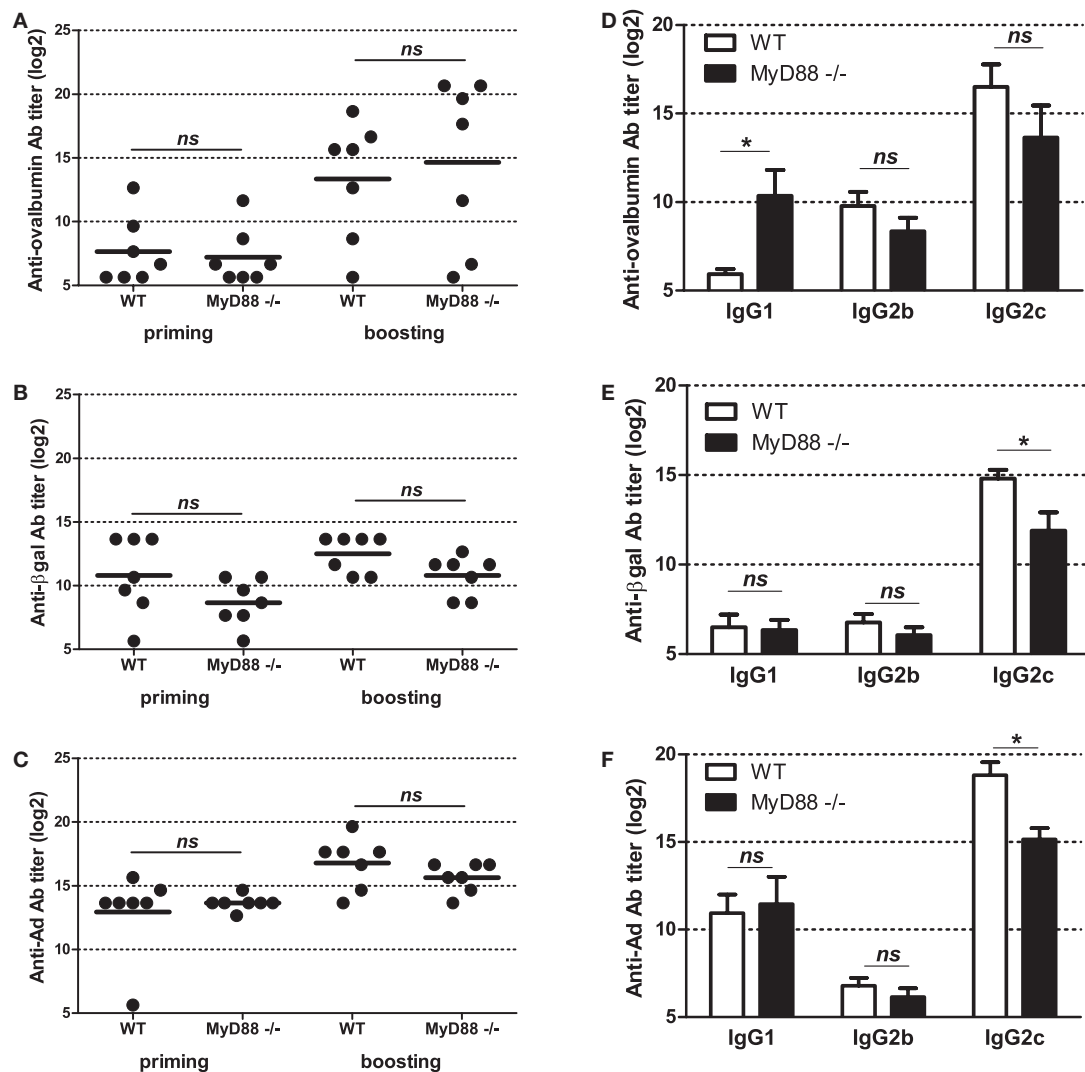 A
Anti-ovalbumin Ab titer (log2)
25
20
15
10
5
ns
ns
WT
MyD88 -/-
WT
MyD88 -/-
priming
boosting
D
Anti-ovalbumin Ab titer (log2)
20
15
10
5
WT
MyD88 -/-
*
ns
ns
IgG1
IgG2b
IgG2c
B
Anti-β gal Ab titer (log2)
25
20
15
10
5
ns
ns
WT
MyD88 -/-
WT
MyD88 -/-
priming
boosting
E
Anti-β gal Ab titer (log2)
20
15
10
5
WT
MyD88 -/-
ns
ns
*
IgG1
IgG2b
IgG2c
C
Anti-Ad Ab titer (log2)
25
20
15
10
5
ns
ns
WT
MyD88 -/-
WT
MyD88 -/-
priming
boosting
F
Anti-Ad Ab titer (log2)
20
15
10
5
WT
MyD88 -/-
ns
ns
*
IgG1
IgG2b
IgG2c